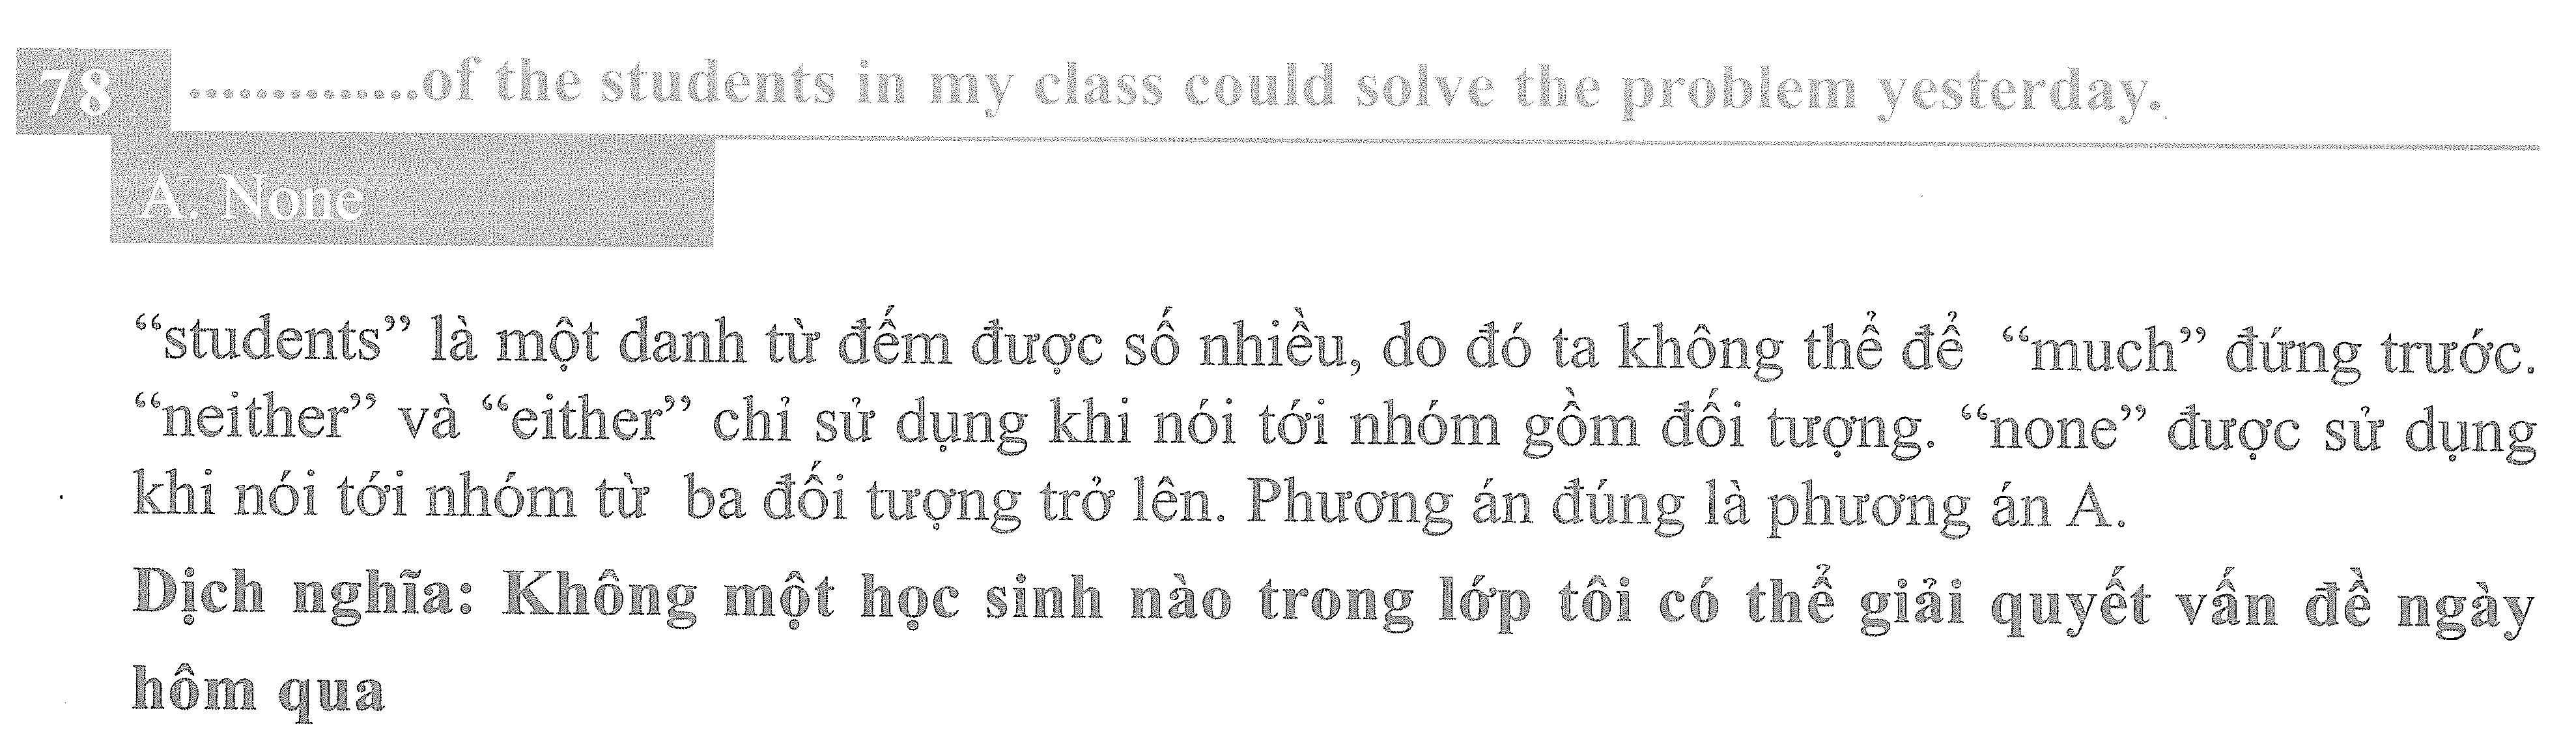 78 ..............of the students in my class could solve the problem yesterday.
A. None
“students” là một danh từ đếm được số nhiều, do đó ta không thể để “much” đứng trước.
“neither” và “either” chỉ sử dụng khi nói tới nhóm gồm đối tượng. “none” được sử dụng
khi nói tới nhóm từ ba đối tượng trở lên. Phương án đúng là phương án A.
Dịch nghĩa: Không một học sinh nào trong lớp tôi có thể giải quyết vấn đề ngày
hôm qua